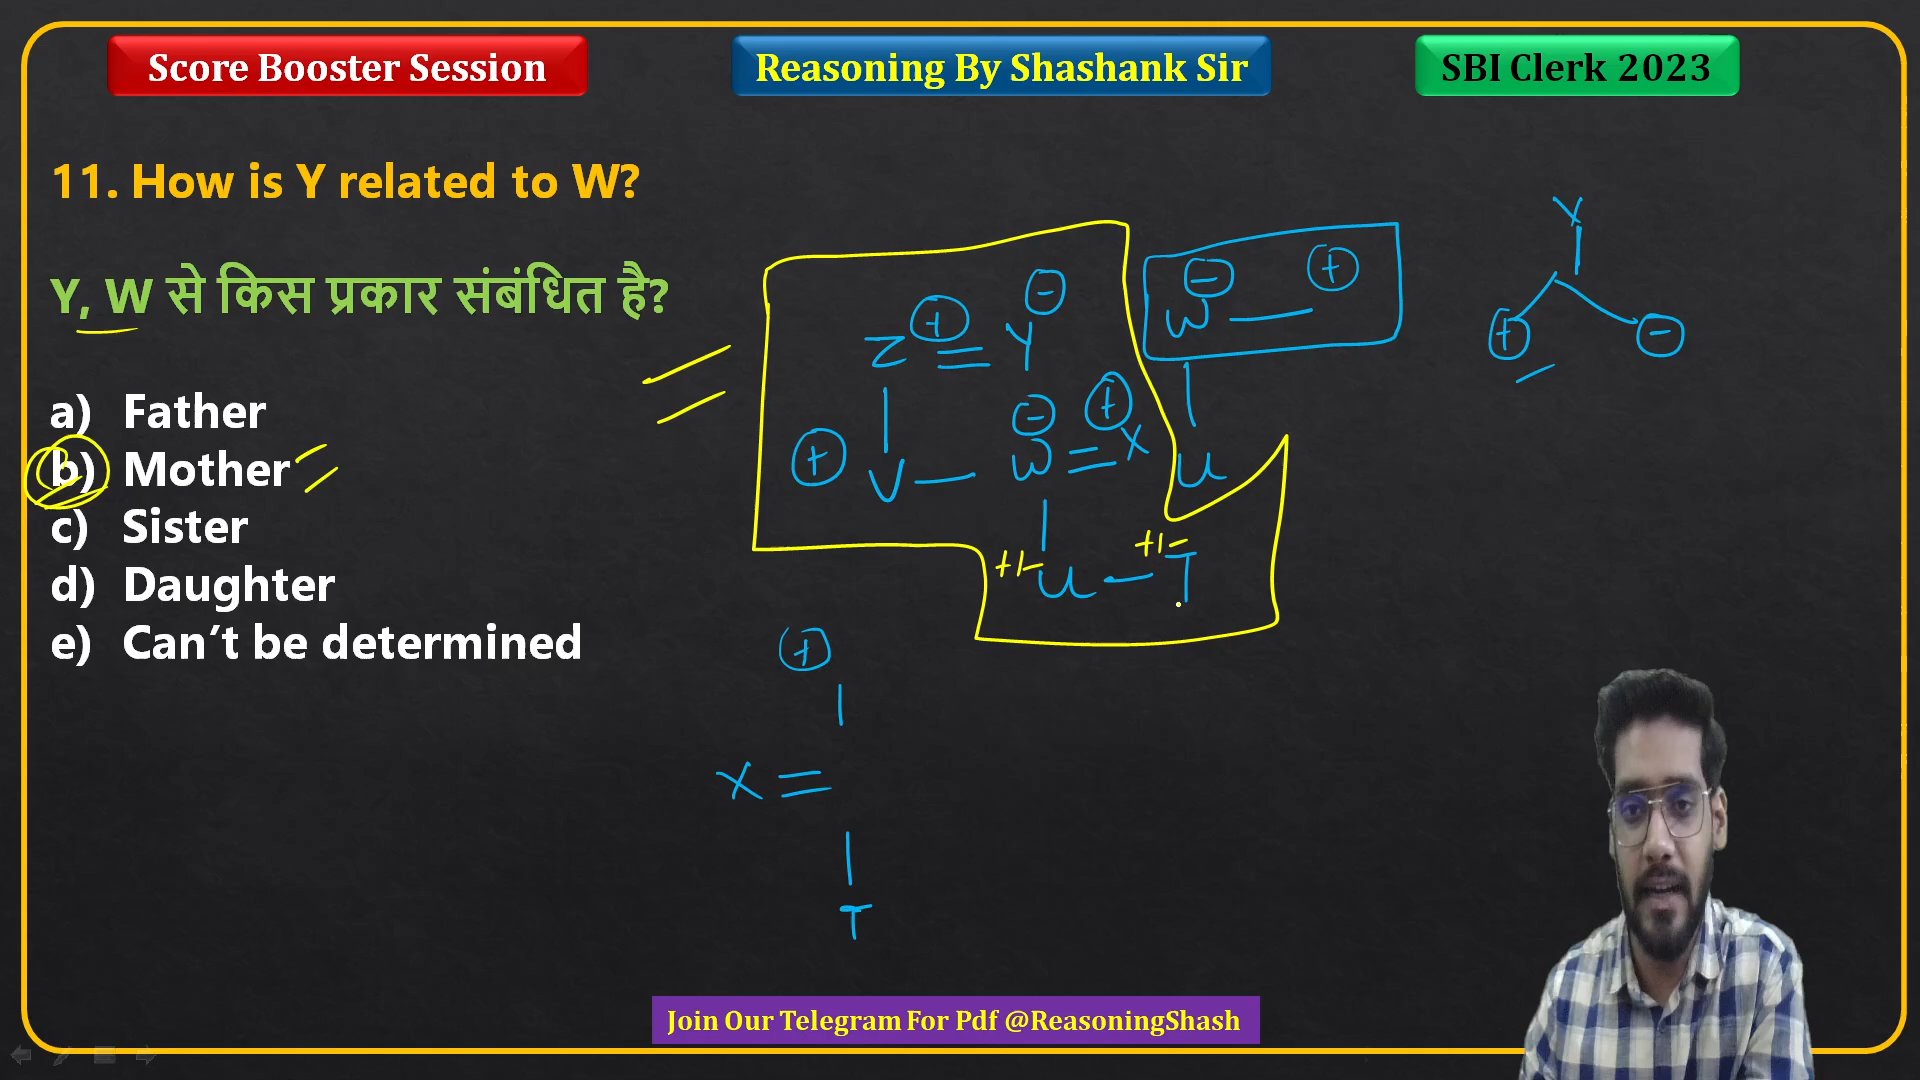 Score Booster Session
Reasoning By Shashank Sir
SBI Clerk 2023
11. How is Y related to W?
Y, W से किस प्रकार संबंधित है?
a) Father
b) Mother
c) Sister
d) Daughter
e) Can't be determined
Z + = Y -
+ V — W - = X +
+/- U — T +/-
W - — +
U
Y
+ -
+
X =
T
Join Our Telegram For Pdf @ReasoningShash